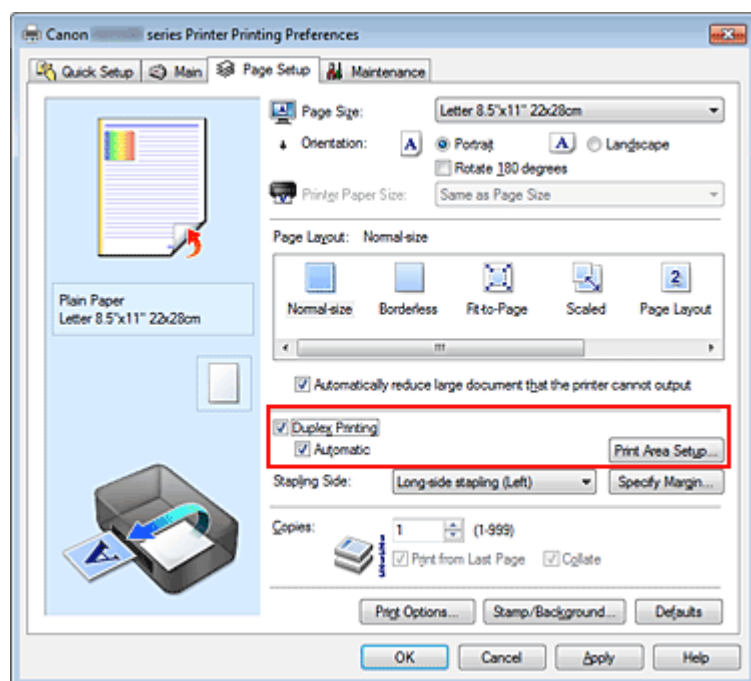 Canon series Printer Printing Preferences
Quick Setup Main Page Setup Maintenance
Page Size: Letter 8.5"x11" 22x28cm
Orientation: A Portrait A Landscape
Rotate 180 degrees
Printer Paper Size: Same as Page Size
Page Layout: Normal-size
2
Normal-size Borderless Fit-to-Page Scaled Page Layout
Plain Paper
Letter 8.5"x11" 22x28cm
Automatically reduce large document that the printer cannot output
Duplex Printing
Automatic Print Area Setup...
Stapling Side: Long-side stapling (Left) Specify Margin...
Copies: 1 (1-999)
Print from Last Page Collate
A
Print Options... Stamp/Background... Defaults
OK Cancel Apply Help